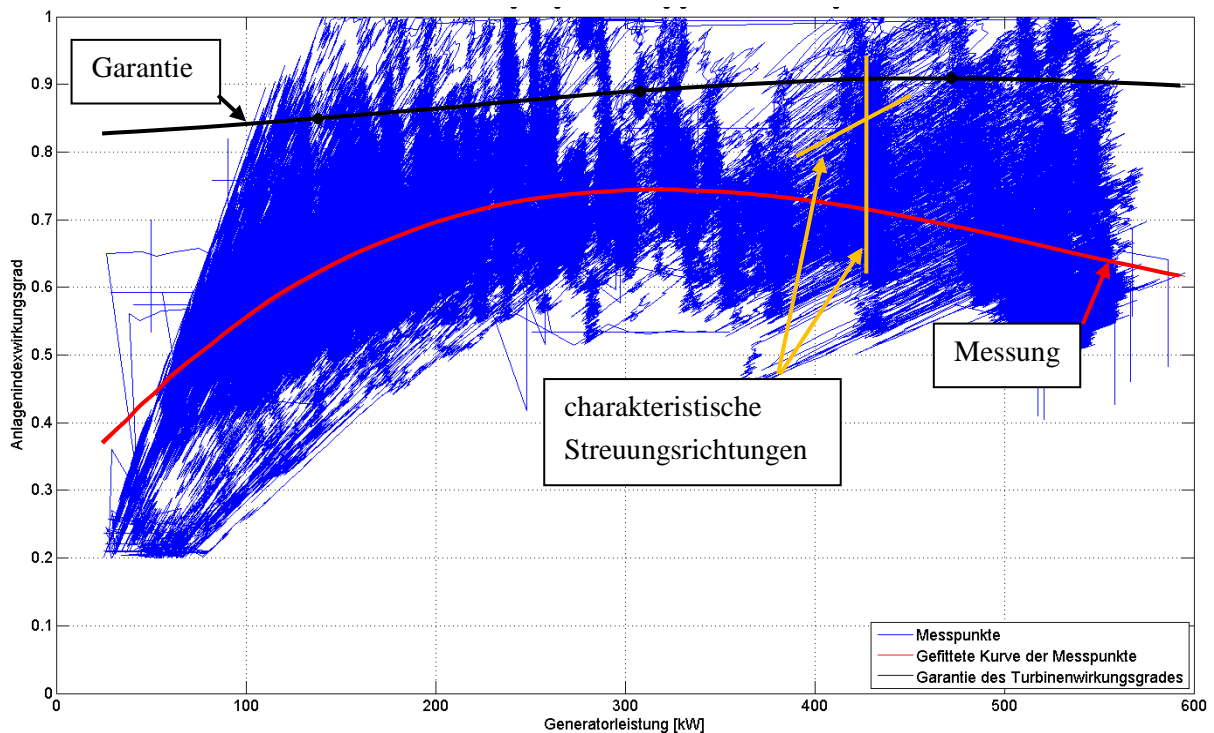 Garantie
Messung
charakteristische
Streuungsrichtungen
Anlagenindexwirkungsgrad
1
0.9
0.8
0.7
0.6
0.5
0.4
0.3
0.2
0.1
0
0
100
200
300
400
500
600
Generatorleistung [kW]
Messpunkte
Gefittete Kurve der Messpunkte
Garantie des Turbinenwirkungsgrades